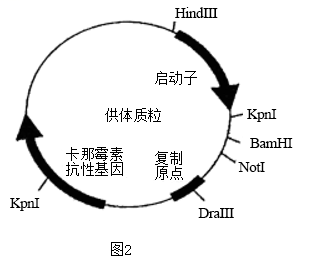 HindIII
启动子
供体质粒
KpnI
BamHI
NotI
卡那霉素
抗性基因
复制
原点
KpnI
DraIII
图2